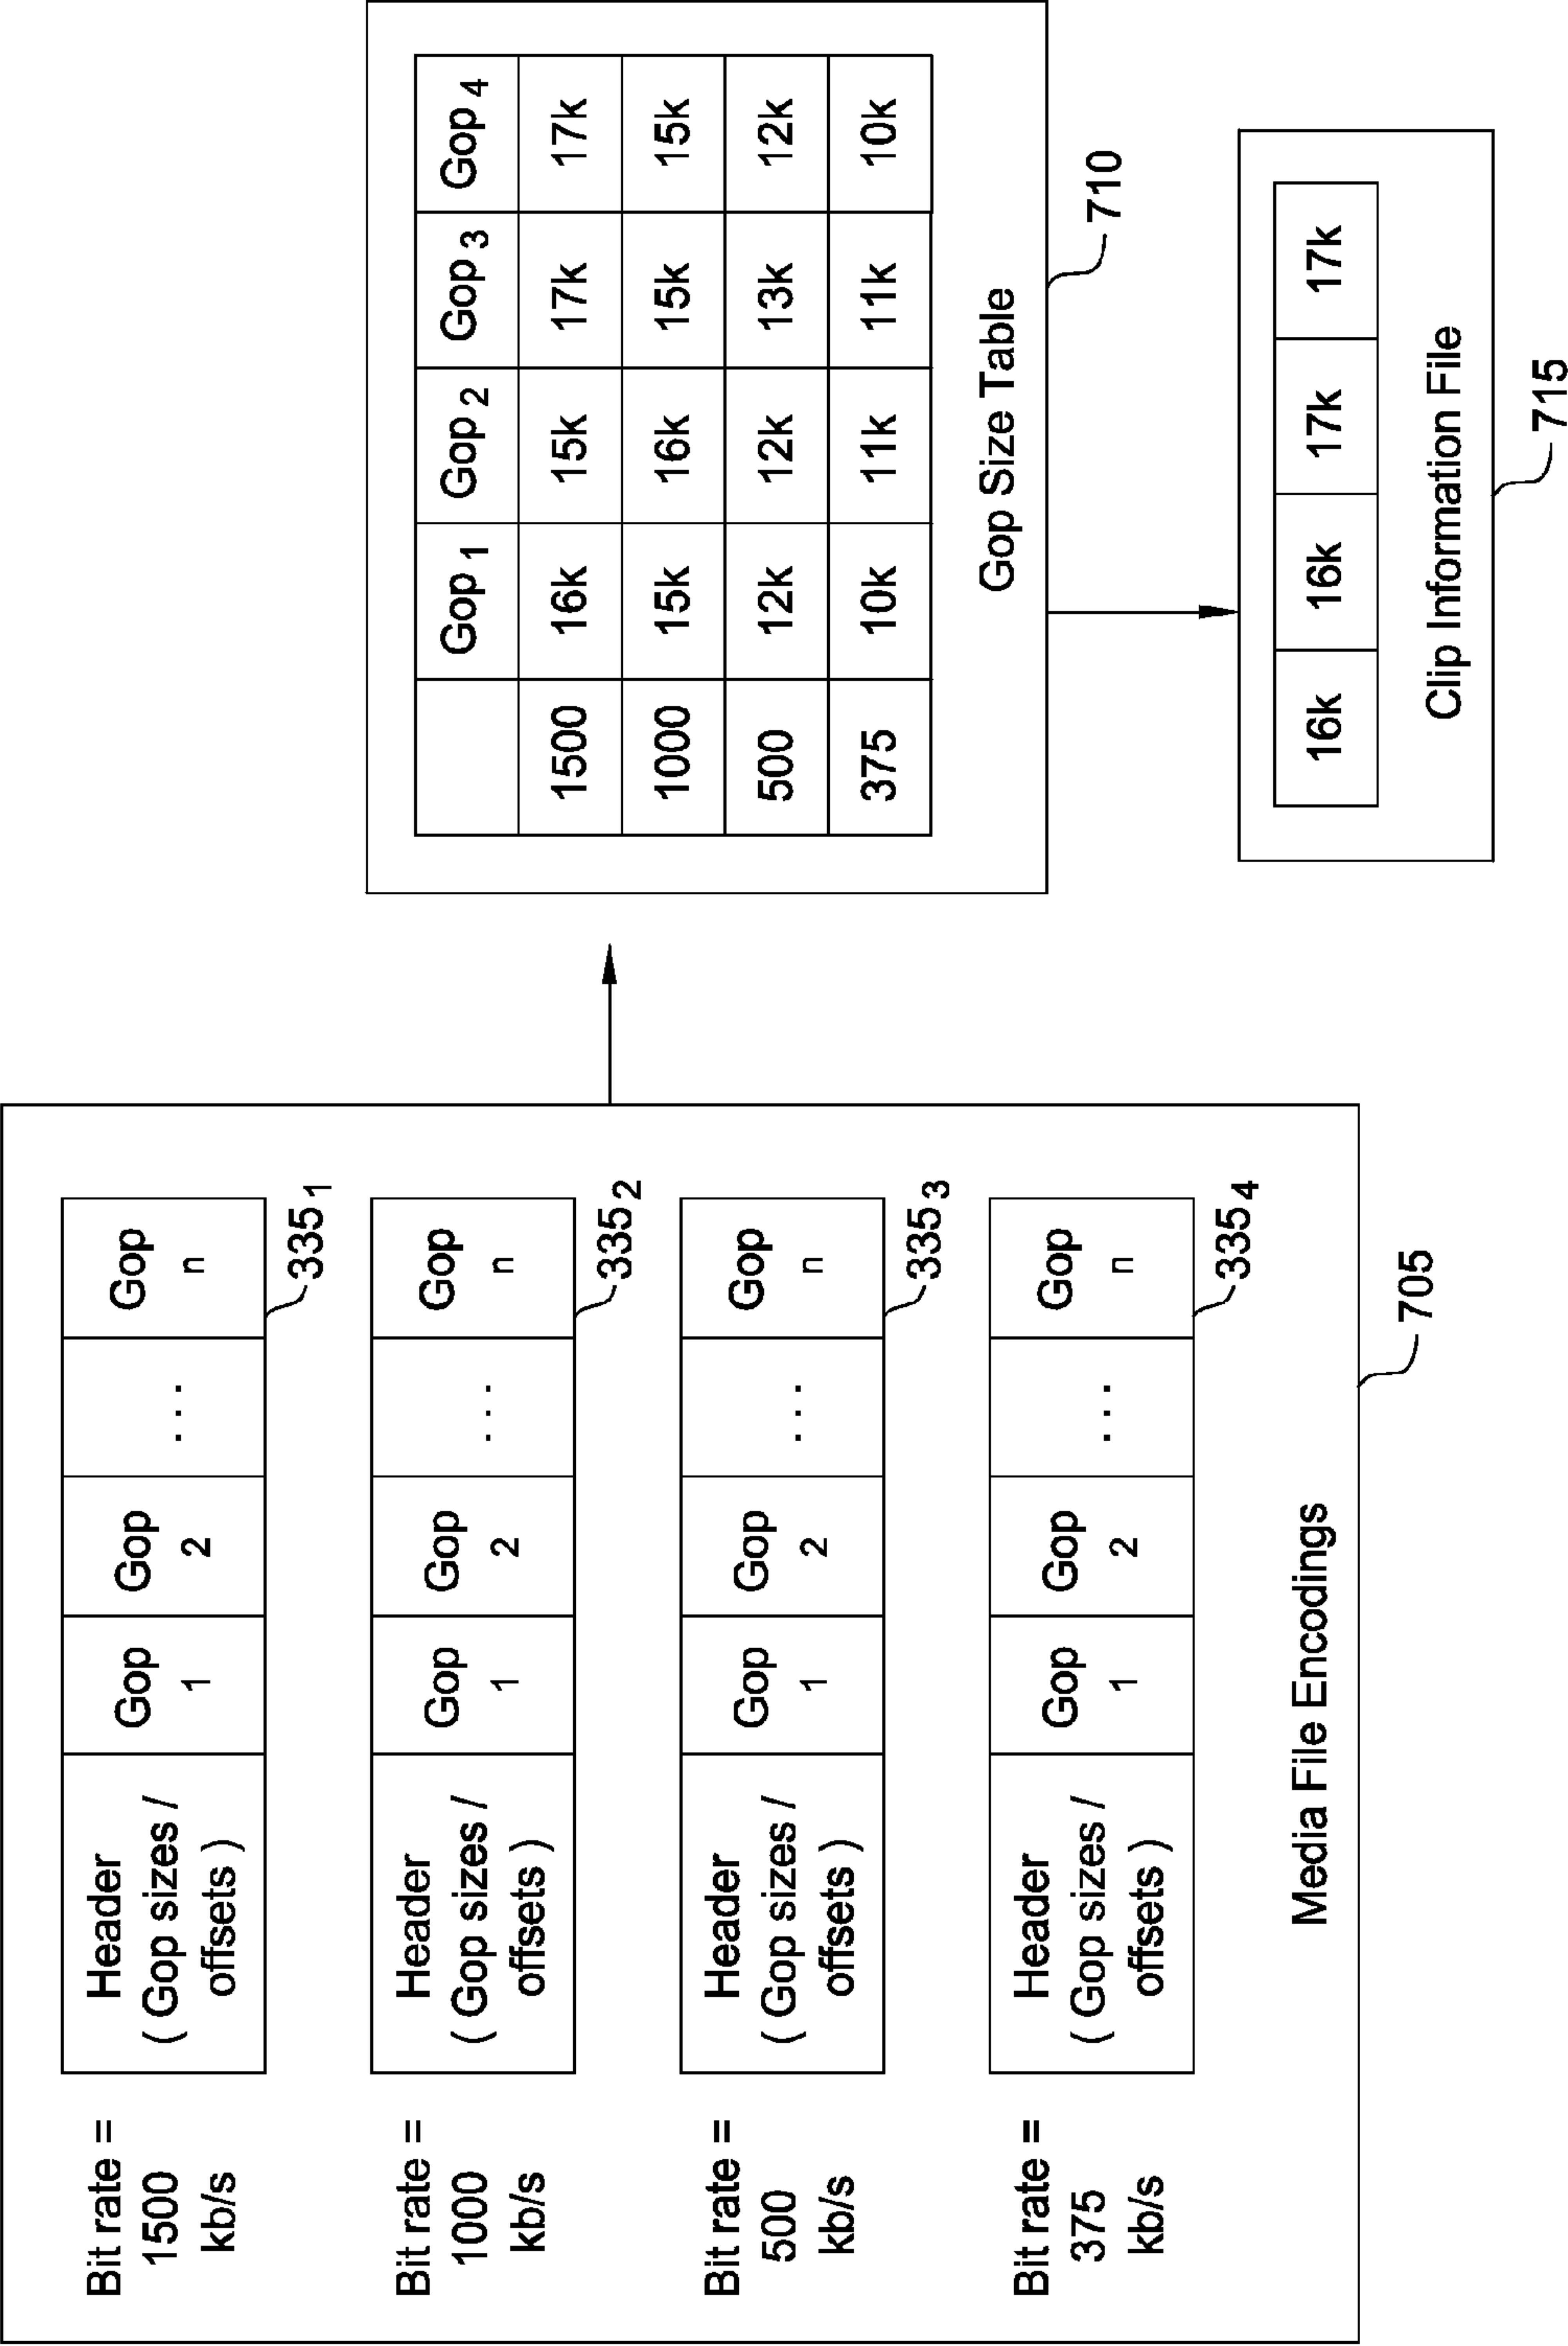 Bit rate =
1500
kb/s
Header
( Gop sizes /
offsets )
Gop
1
Gop
2
. . .
Gop
n
335 1
Bit rate =
1000
kb/s
Header
( Gop sizes /
offsets )
Gop
1
Gop
2
. . .
Gop
n
335 2
Bit rate =
500
kb/s
Header
( Gop sizes /
offsets )
Gop
1
Gop
2
. . .
Gop
n
335 3
Bit rate =
375
kb/s
Header
( Gop sizes /
offsets )
Gop
1
Gop
2
. . .
Gop
n
335 4
Media File Encodings
705
Gop 1 Gop 2 Gop 3 Gop 4
1500 16k 15k 17k 17k
1000 15k 16k 15k 15k
500 12k 12k 13k 12k
375 10k 11k 11k 10k
Gop Size Table
710
16k 16k 17k 17k
Clip Information File
715